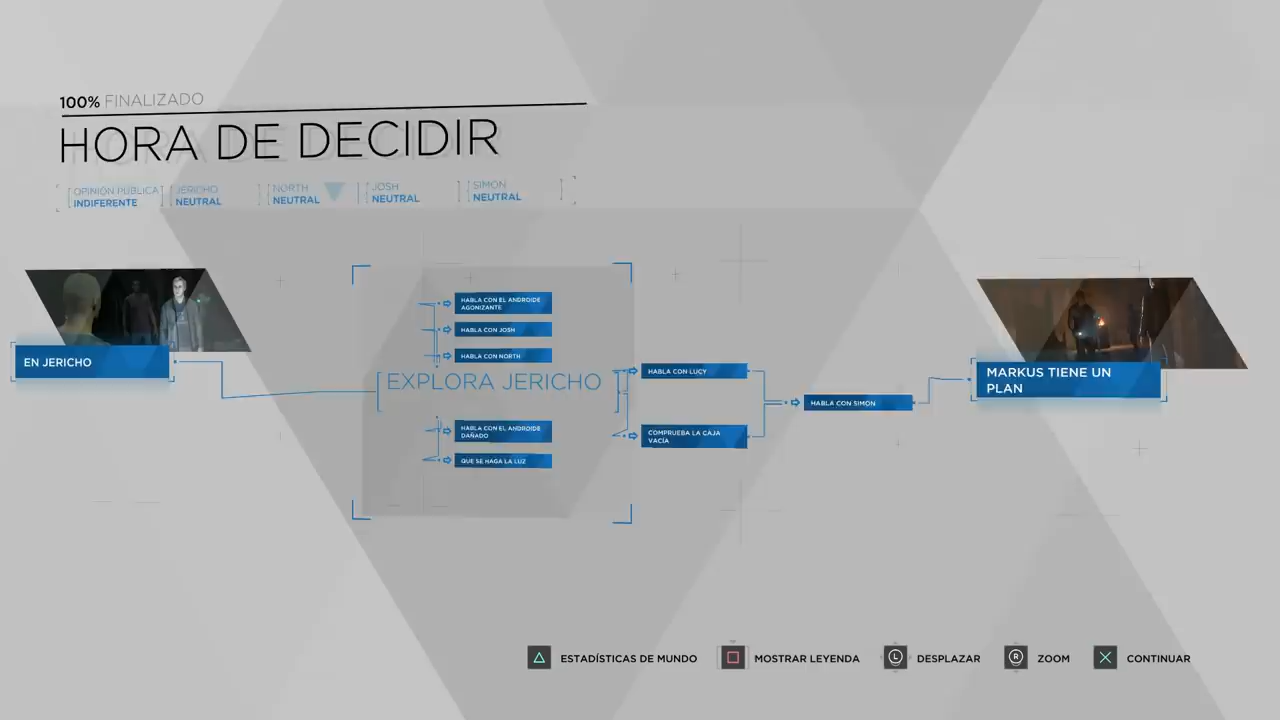 100% FINALIZADO
HORA DE DECIDIR
OPINIÓN PÚBLICA
INDIFERENTE
JERICHO
NEUTRAL
NORTH
NEUTRAL
JOSH
NEUTRAL
SIMON
NEUTRAL
EN JERICHO
HABLA CON EL ANDROIDE
AGONIZANTE
HABLA CON JOSH
HABLA CON NORTH
EXPLORA JERICHO
HABLA CON EL ANDROIDE
DAÑADO
QUE SE HAGA LA LUZ
HABLA CON LUCY
COMPRUEBA LA CAJA
VACÍA
HABLA CON SIMON
MARKUS TIENE UN
PLAN
ESTADÍSTICAS DE MUNDO
MOSTRAR LEYENDA
L DESPLAZAR
R ZOOM
CONTINUAR